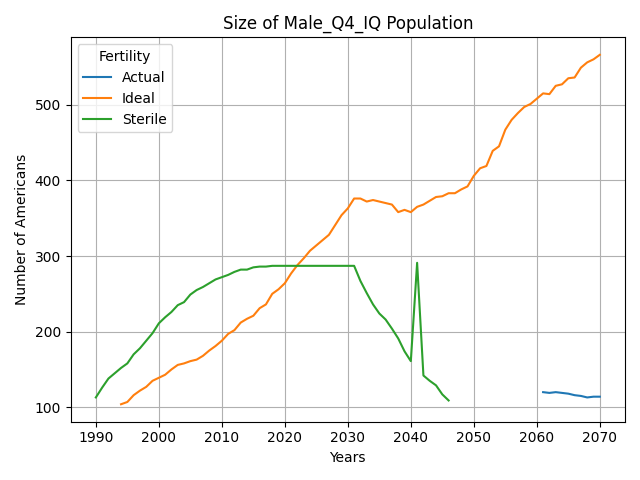 Size of Male_Q4_IQ Population
Fertility
Actual
Ideal
Sterile
Number of Americans
500
400
300
200
100
1990 2000 2010 2020 2030 2040 2050 2060 2070
Years